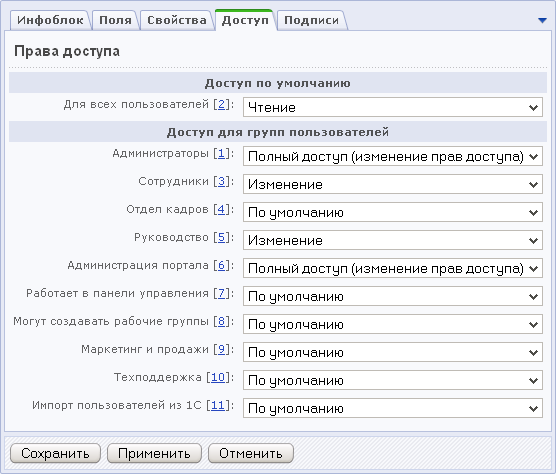 Инфоблок Поля Свойства Доступ Подписи
Права доступа
Доступ по умолчанию
Для всех пользователей [2]: Чтение
Доступ для групп пользователей
Администраторы [1]: Полный доступ (изменение прав доступа)
Сотрудники [3]: Изменение
Отдел кадров [4]: По умолчанию
Руководство [5]: Изменение
Администрация портала [6]: Полный доступ (изменение прав доступа)
Работает в панели управления [7]: По умолчанию
Могут создавать рабочие группы [8]: По умолчанию
Маркетинг и продажи [9]: По умолчанию
Техподдержка [10]: По умолчанию
Импорт пользователей из 1С [11]: По умолчанию
Сохранить Применить Отменить